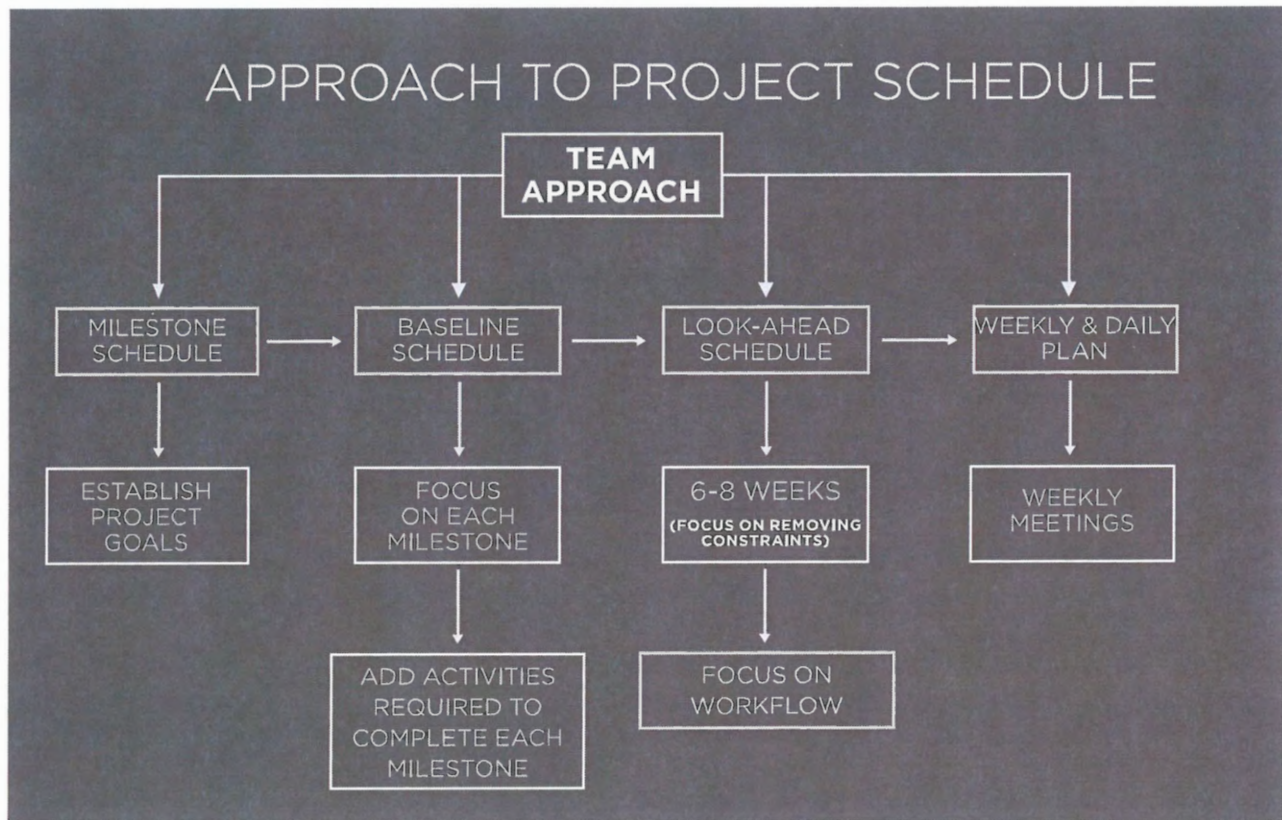 APPROACH TO PROJECT SCHEDULE
TEAM
APPROACH
MILESTONE
SCHEDULE
BASELINE
SCHEDULE
LOOK-AHEAD
SCHEDULE
WEEKLY & DAILY
PLAN
ESTABLISH
PROJECT
GOALS
FOCUS
ON EACH
MILESTONE
6-8 WEEKS
(FOCUS ON REMOVING
CONSTRAINTS)
WEEKLY
MEETINGS
ADD ACTIVITIES
REQUIRED TO
COMPLETE EACH
MILESTONE
FOCUS ON
WORKFLOW